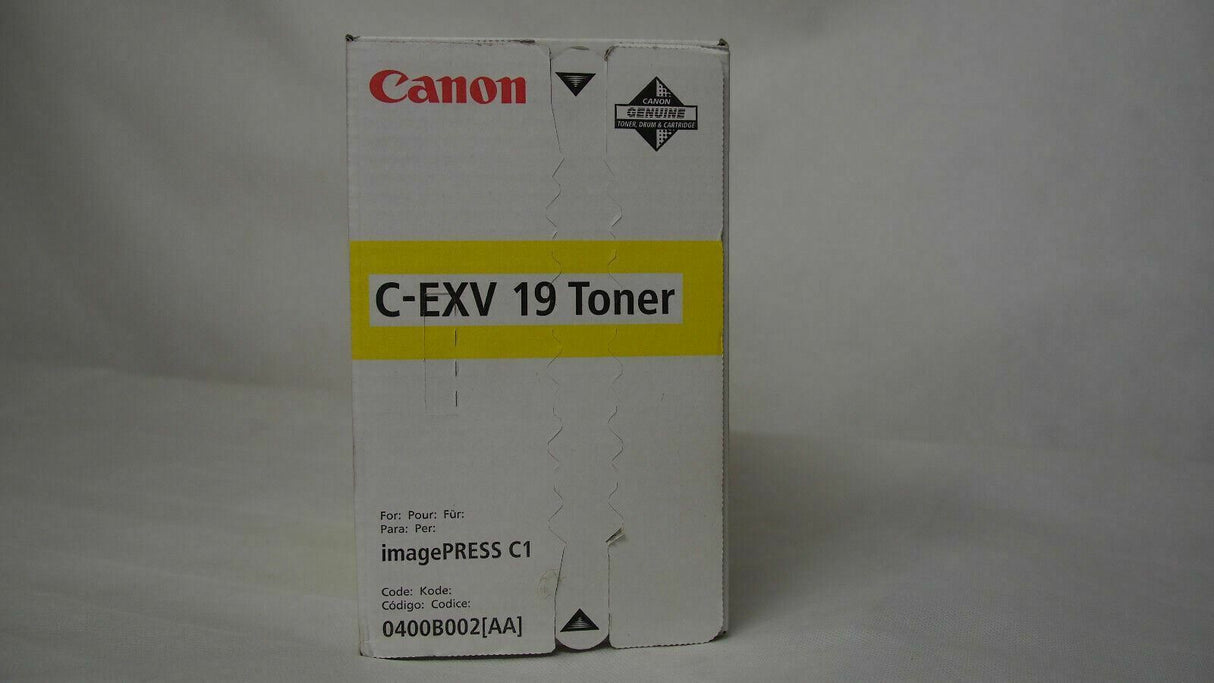 Canon
CANON
GENUINE
TONER, DRUM & CARTRIDGE
C-EXV 19 Toner
For: Pour: Für:
Para: Per:
imagePRESS C1
Code: Kode:
Código: Codice:
0400B002[AA]